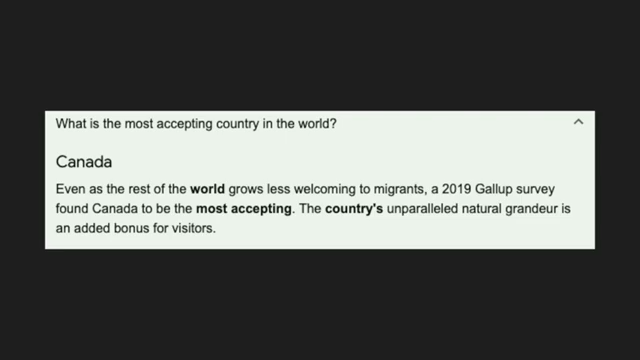 What is the most accepting country in the world?
Canada
Even as the rest of the world grows less welcoming to migrants, a 2019 Gallup survey
found Canada to be the most accepting. The country's unparalleled natural grandeur is
an added bonus for visitors.